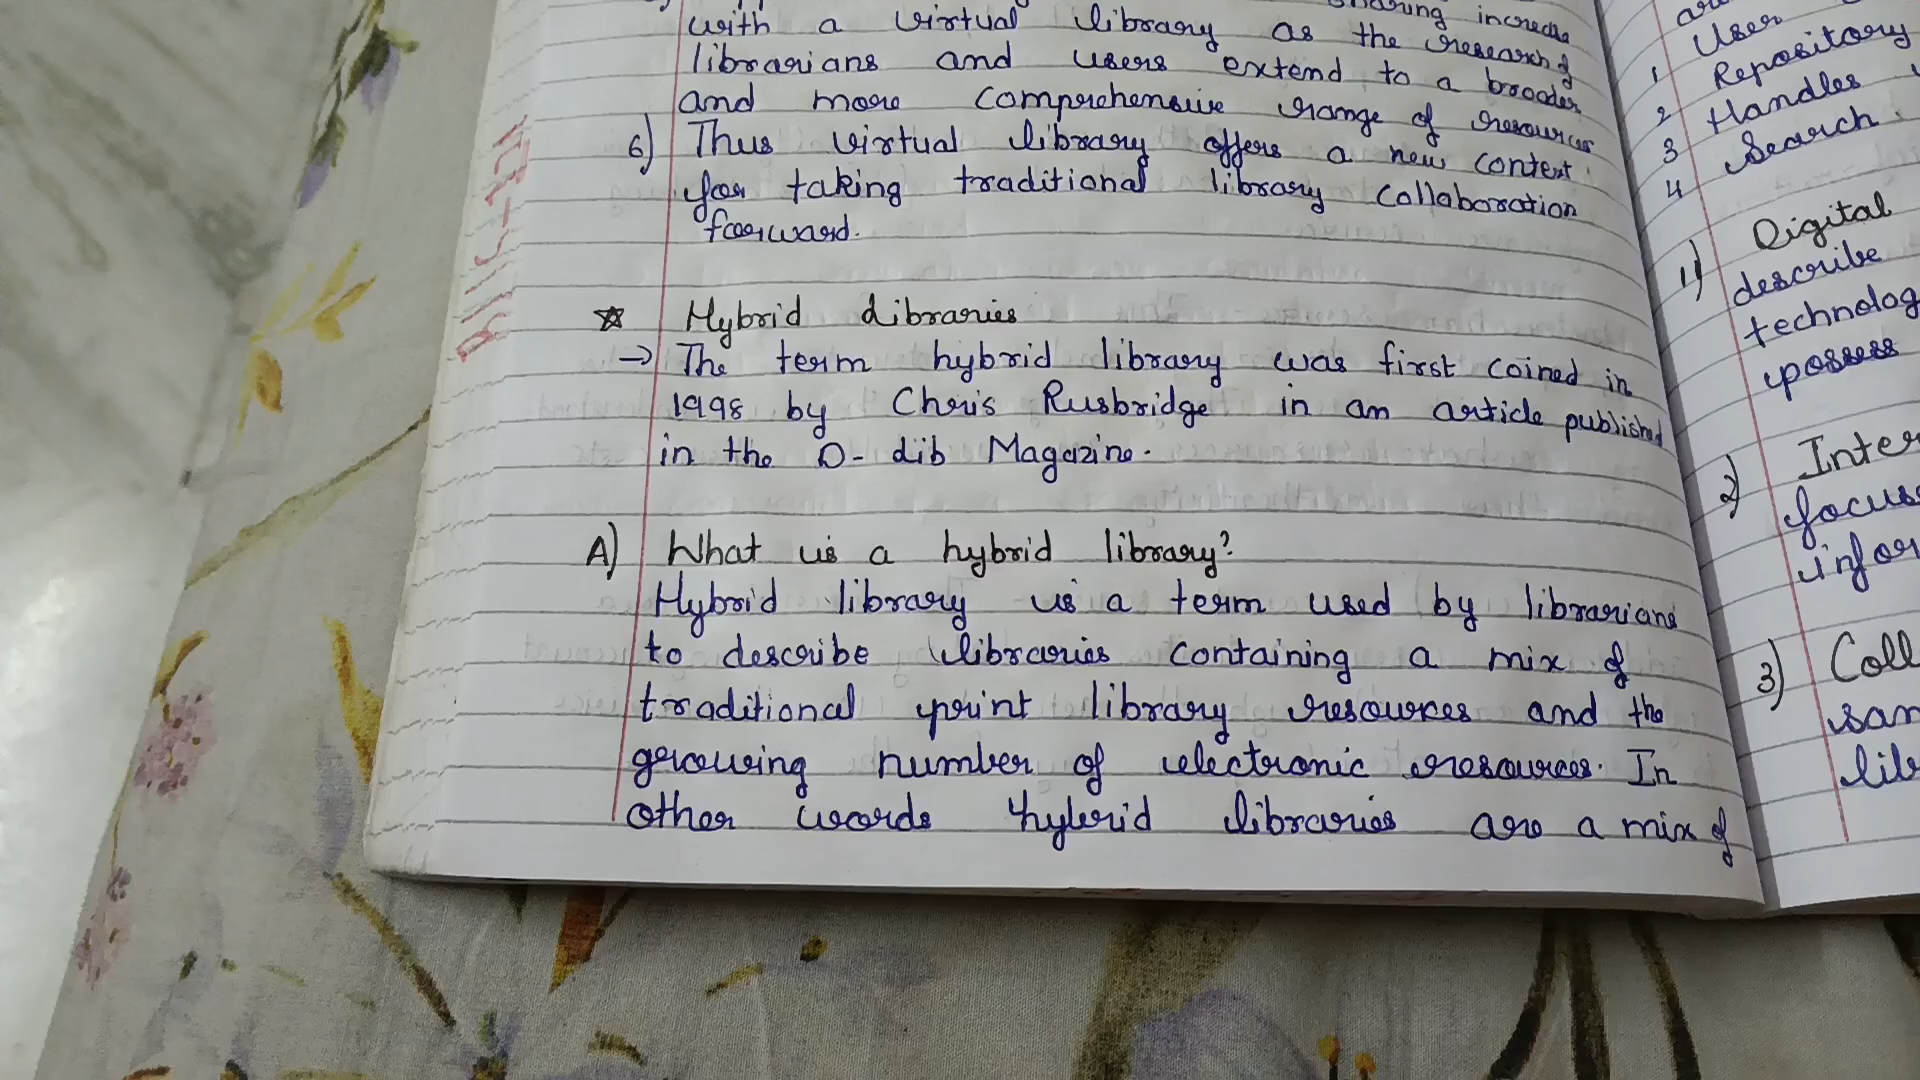 with a virtual library as the research of
librarians and users extend to a broader
and more comprehensive range of resources
6) Thus virtual library offers a new context
for taking traditional library collaboration
forward.
☆ Hybrid Libraries
→ The term hybrid library was first coined in
1998 by Chris Rusbridge in an article published
in the D-Lib Magazine.
A) What is a hybrid library?
Hybrid library is a term used by librarians
to describe libraries containing a mix of
traditional print library resources and the
growing number of electronic resources. In
other words hybrid libraries are a mix of
1 User
2 Repository
3 Handles
4 Search.
1) Digital
describe
technolog
possess
2) Inter
focus
infor
3) Coll
sam
lib